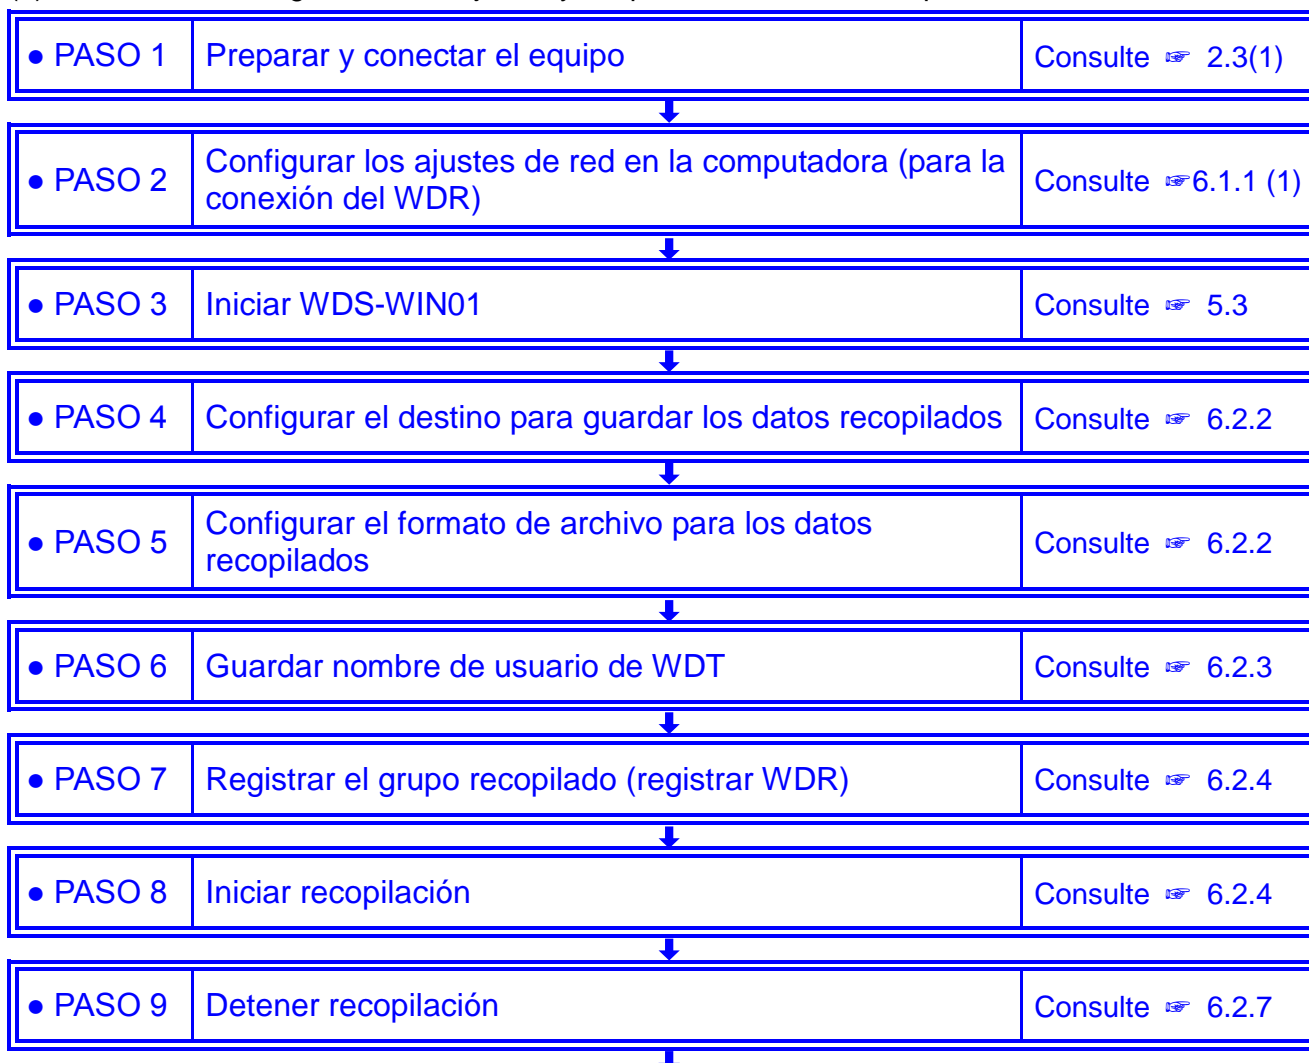 ● PASO 1 Preparar y conectar el equipo Consulte ☞ 2.3(1)
● PASO 2 Configurar los ajustes de red en la computadora (para la
conexión del WDR) Consulte ☞6.1.1 (1)
● PASO 3 Iniciar WDS-WIN01 Consulte ☞ 5.3
● PASO 4 Configurar el destino para guardar los datos recopilados Consulte ☞ 6.2.2
● PASO 5 Configurar el formato de archivo para los datos
recopilados Consulte ☞ 6.2.2
● PASO 6 Guardar nombre de usuario de WDT Consulte ☞ 6.2.3
● PASO 7 Registrar el grupo recopilado (registrar WDR) Consulte ☞ 6.2.4
● PASO 8 Iniciar recopilación Consulte ☞ 6.2.4
● PASO 9 Detener recopilación Consulte ☞ 6.2.7